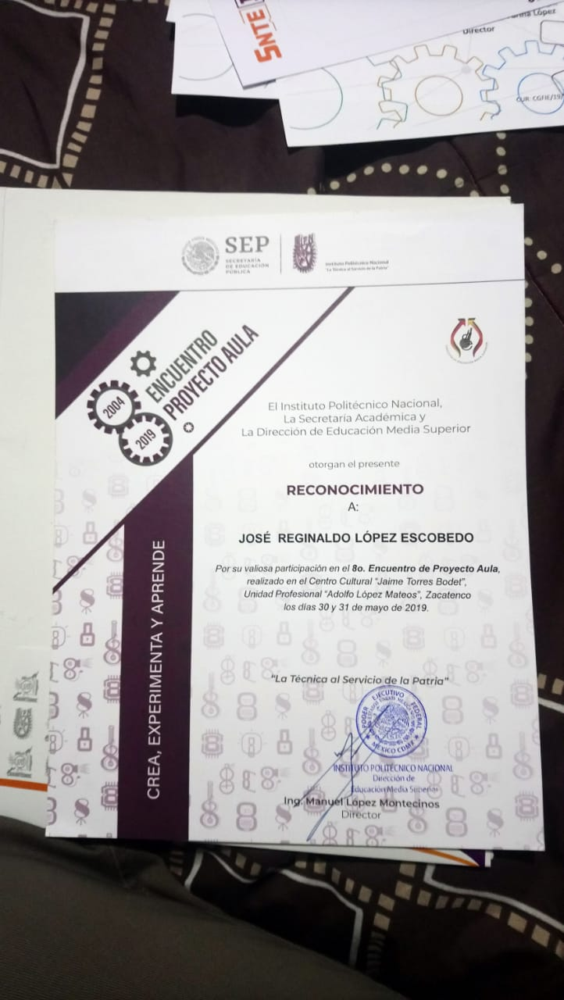 SNTE
Director
López
CUR CGFIE/19/
SEP
SECRETARÍA
DE EDUCACIÓN
PÚBLICA
Instituto Politécnico Nacional
"La Técnica al Servicio de la Patria"
ENCUENTRO
PROYECTO AULA
2004
2019
El Instituto Politécnico Nacional,
La Secretaría Académica y
La Dirección de Educación Media Superior
otorgan el presente
RECONOCIMIENTO
A:
JOSÉ REGINALDO LÓPEZ ESCOBEDO
Por su valiosa participación en el 8o. Encuentro de Proyecto Aula,
realizado en el Centro Cultural "Jaime Torres Bodet",
Unidad Profesional "Adolfo López Mateos", Zacatenco
los días 30 y 31 de mayo de 2019.
CREA, EXPERIMENTA Y APRENDE
"La Técnica al Servicio de la Patria"
PODER EJECUTIVO FEDERAL
ESTADOS UNIDOS MEXICANOS
MÉXICO CDMX
INSTITUTO POLITÉCNICO NACIONAL
Dirección de
Educación Media Superior
Ing. Manuel López Montecinos
Director